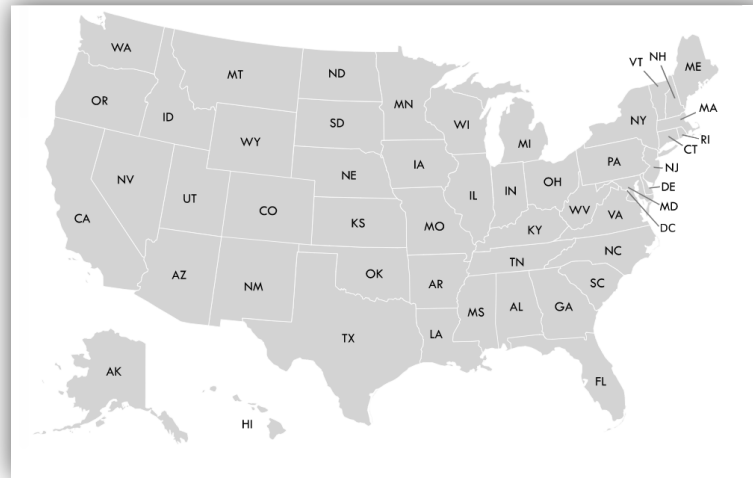 WA
MT
ND
MN
VT
NH
ME
OR
ID
SD
WI
MI
NY
MA
RI
CT
WY
IA
PA
NJ
NV
NE
IL
IN
OH
DE
UT
CO
WV
VA
MD
CA
KS
MO
KY
DC
NC
AZ
NM
OK
TN
AR
SC
MS
AL
GA
TX
LA
AK
FL
HI